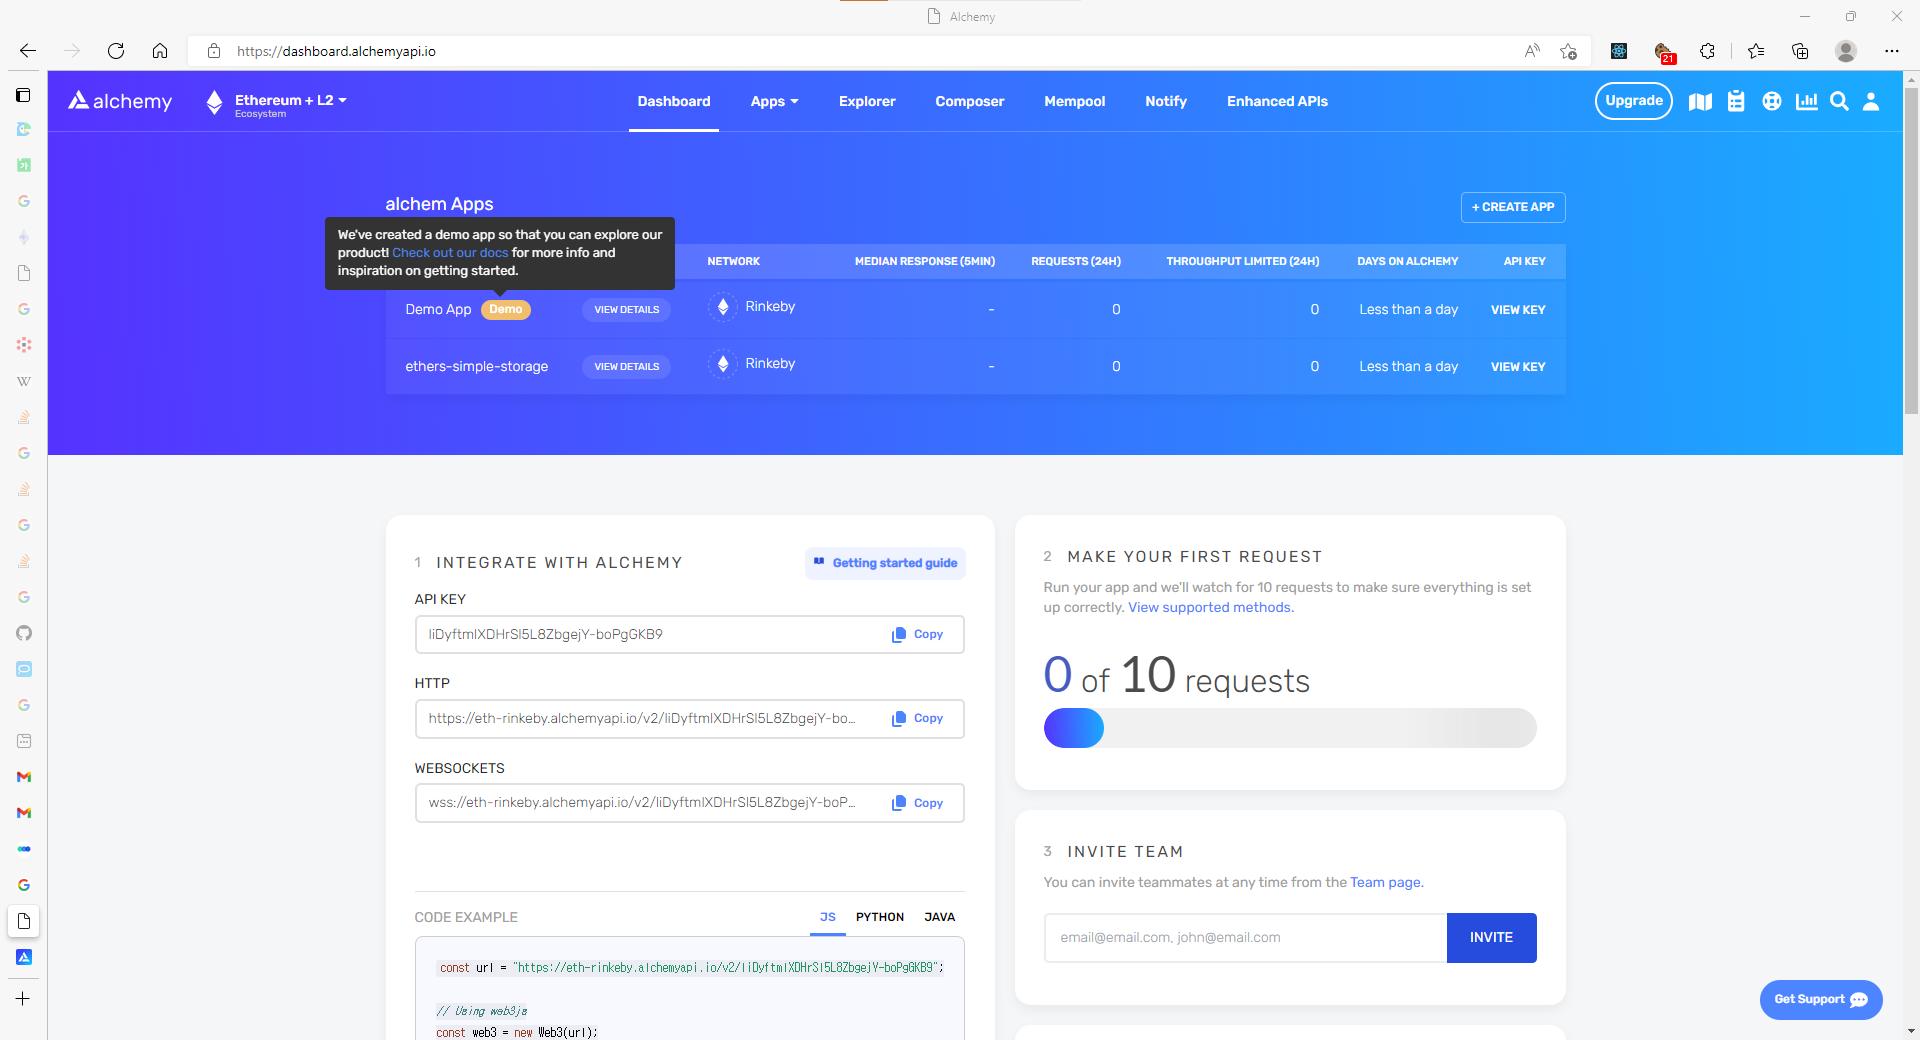 Alchemy
https://dashboard.alchemyapi.io
21
alchemy
Ethereum + L2
Ecosystem
Dashboard
Apps
Explorer
Composer
Mempool
Notify
Enhanced APIs
Upgrade
alchem Apps
+ CREATE APP
We've created a demo app so that you can explore our
product! Check out our docs for more info and
inspiration on getting started.
NETWORK
MEDIAN RESPONSE (5MIN)
REQUESTS (24H)
THROUGHPUT LIMITED (24H)
DAYS ON ALCHEMY
API KEY
Demo App Demo VIEW DETAILS Rinkeby - 0 0 Less than a day VIEW KEY
ethers-simple-storage VIEW DETAILS Rinkeby - 0 0 Less than a day VIEW KEY
1 INTEGRATE WITH ALCHEMY
Getting started guide
API KEY
liDyftmlXDHrSl5L8ZbgejY-boPgGKB9 Copy
HTTP
https://eth-rinkeby.alchemyapi.io/v2/liDyftmlXDHrSl5L8ZbgejY-bo... Copy
WEBSOCKETS
wss://eth-rinkeby.alchemyapi.io/v2/liDyftmlXDHrSl5L8ZbgejY-boP... Copy
CODE EXAMPLE
JS PYTHON JAVA
const url = "https://eth-rinkeby.alchemyapi.io/v2/liDyftmlXDHrSl5L8ZbgejY-boPgGKB9";
// Using web3js
const web3 = new Web3(url);
2 MAKE YOUR FIRST REQUEST
Run your app and we'll watch for 10 requests to make sure everything is set
up correctly. View supported methods.
0 of 10 requests
3 INVITE TEAM
You can invite teammates at any time from the Team page.
email@email.com, john@email.com
INVITE
Get Support